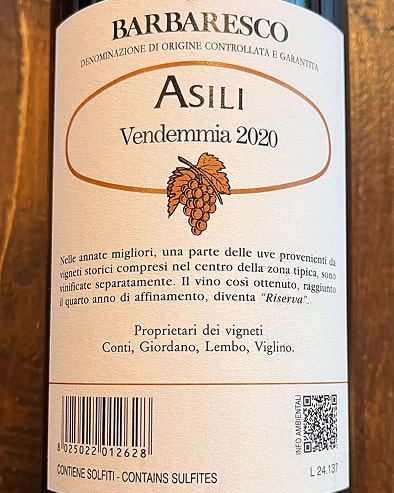 BARBARESCO
DENOMINAZIONE DI ORIGINE CONTROLLATA E GARANTITA
ASILI
Vendemmia 2020
Nelle annate migliori, una parte delle uve provenienti da
vigneti storici compresi nel centro della zona tipica, sono
vinificate separatamente. Il vino così ottenuto, raggiunto
il quarto anno di affinamento, diventa "Riserva".
Proprietari dei vigneti
Conti, Giordano, Lembo, Viglino.
8 025022 012628
INFO AMBIENTALI
CONTIENE SOLFITI - CONTAINS SULFITES
L 24.137